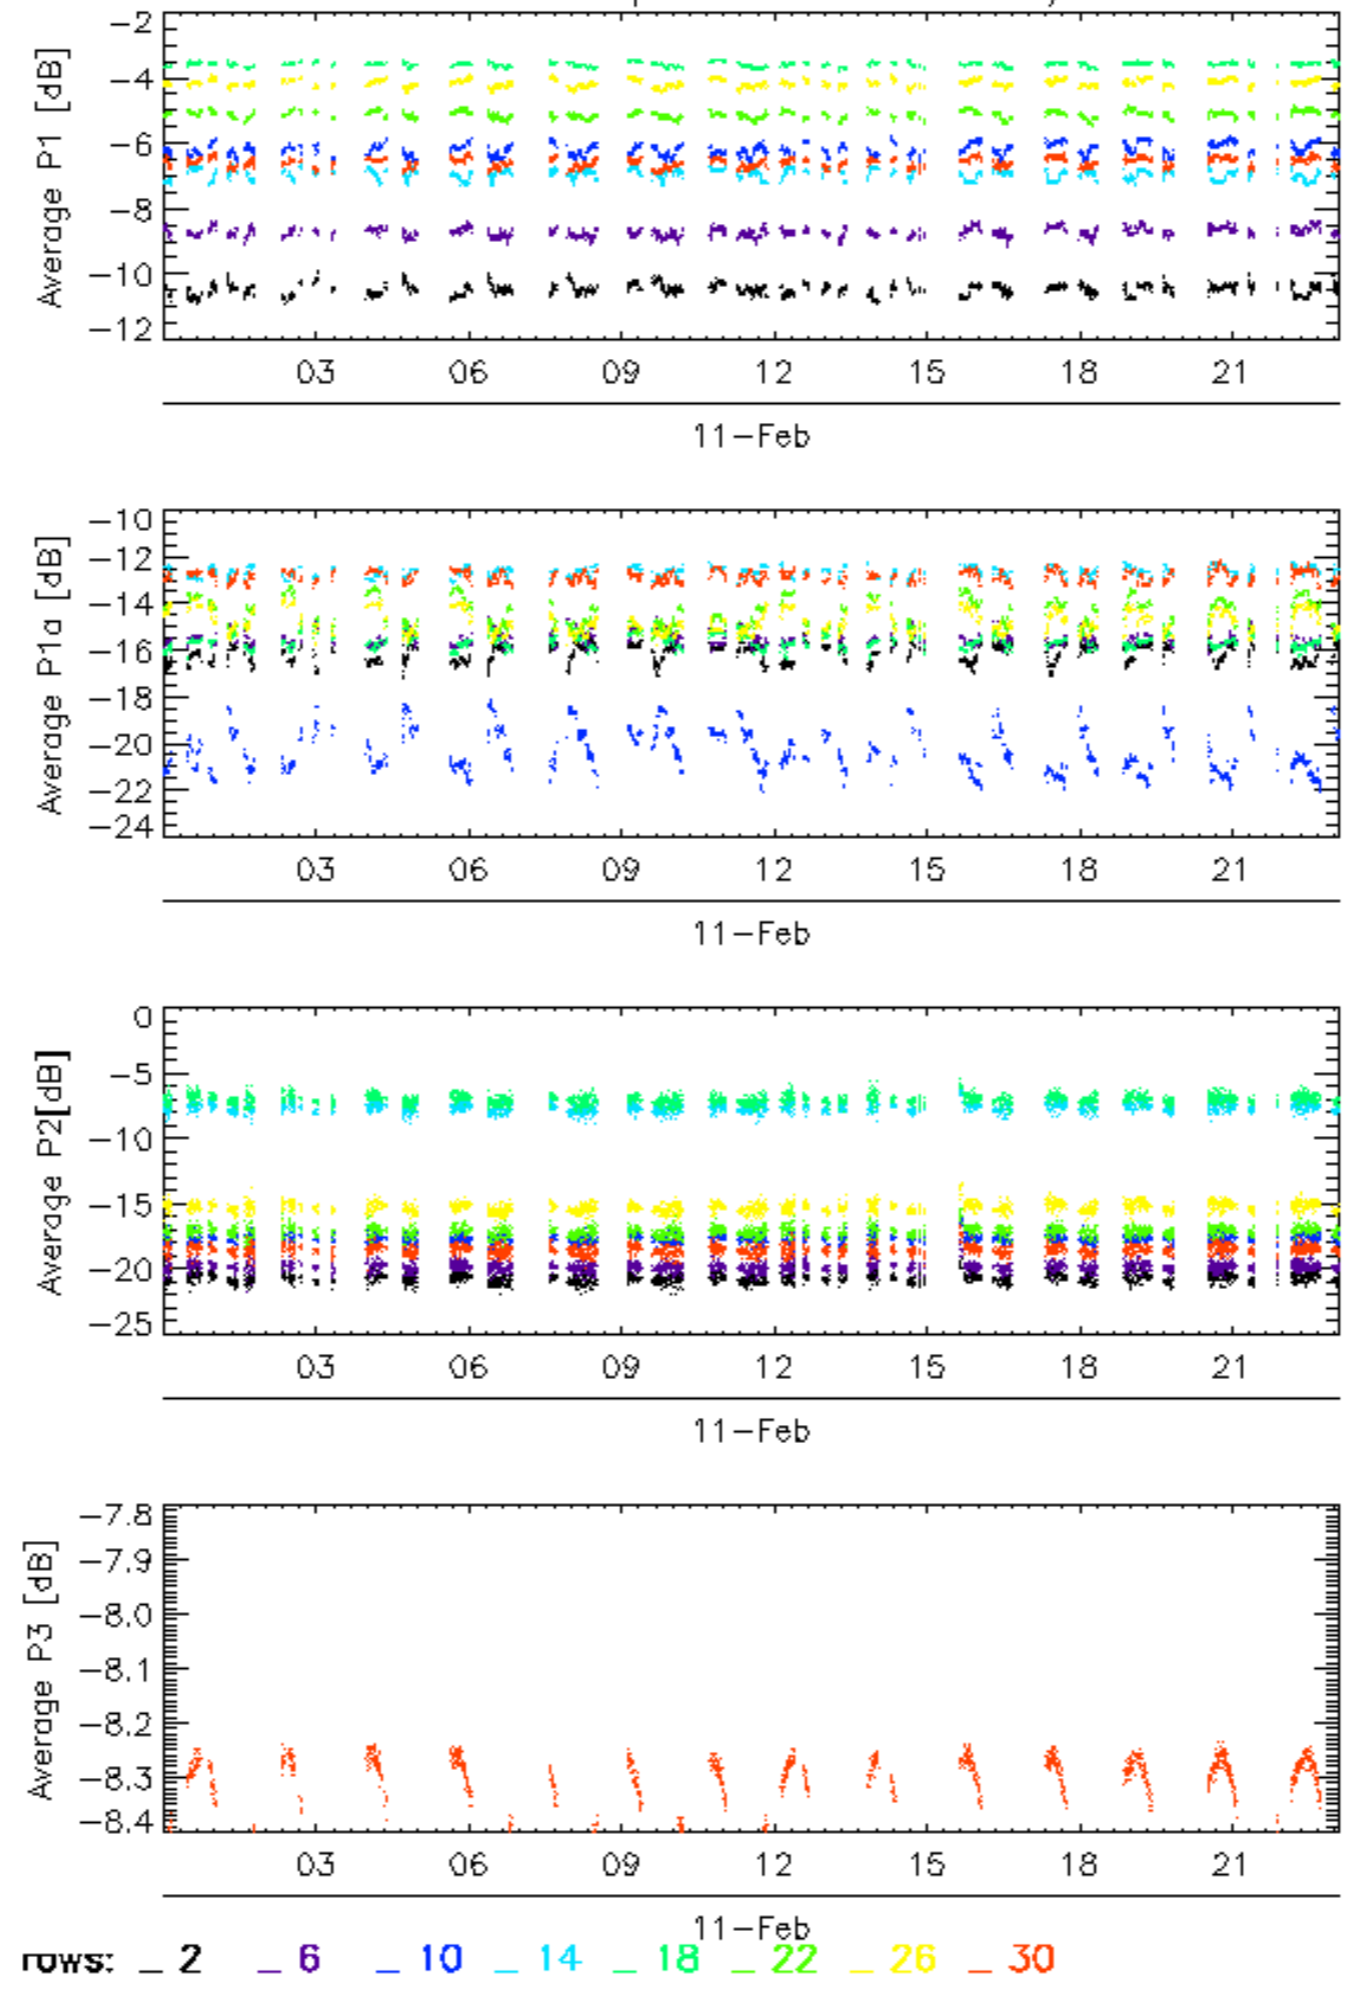 Average P1 [dB]
−2
−4
−6
−8
−10
−12
03 06 09 12 15 18 21
11−Feb
Average P1a [dB]
−10
−12
−14
−16
−18
−20
−22
−24
03 06 09 12 15 18 21
11−Feb
Average P2[dB]
0
−5
−10
−15
−20
−25
03 06 09 12 15 18 21
11−Feb
Average P3 [dB]
−7.8
−7.9
−8.0
−8.1
−8.2
−8.3
−8.4
03 06 09 12 15 18 21
11−Feb
rows: _ 2 _ 6 _ 10 _ 14 _ 18 _ 22 _ 26 _ 30